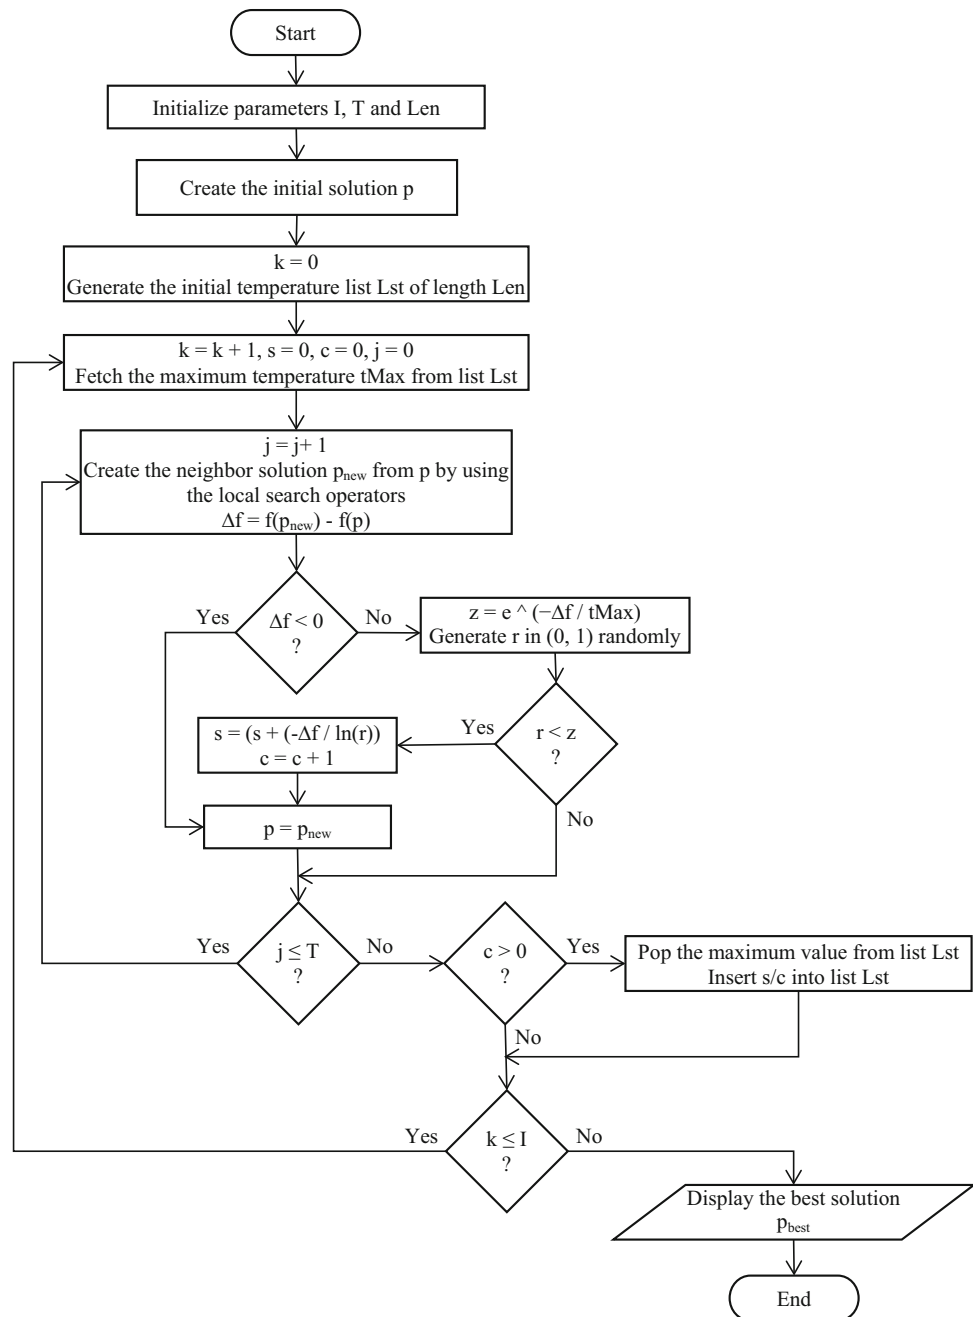 Start
Initialize parameters I, T and Len
Create the initial solution p
k = 0
Generate the initial temperature list Lst of length Len
k = k + 1, s = 0, c = 0, j = 0
Fetch the maximum temperature tMax from list Lst
j = j+ 1
Create the neighbor solution pnew from p by using
the local search operators
Δf = f(pnew) - f(p)
Yes
Δf < 0
?
No
z = e ^ (−Δf / tMax)
Generate r in (0, 1) randomly
r < z
?
Yes
s = (s + (-Δf / ln(r))
c = c + 1
No
p = pnew
Yes
j ≤ T
?
No
c > 0
?
Yes
Pop the maximum value from list Lst
Insert s/c into list Lst
No
Yes
k ≤ I
?
No
Display the best solution
pbest
End